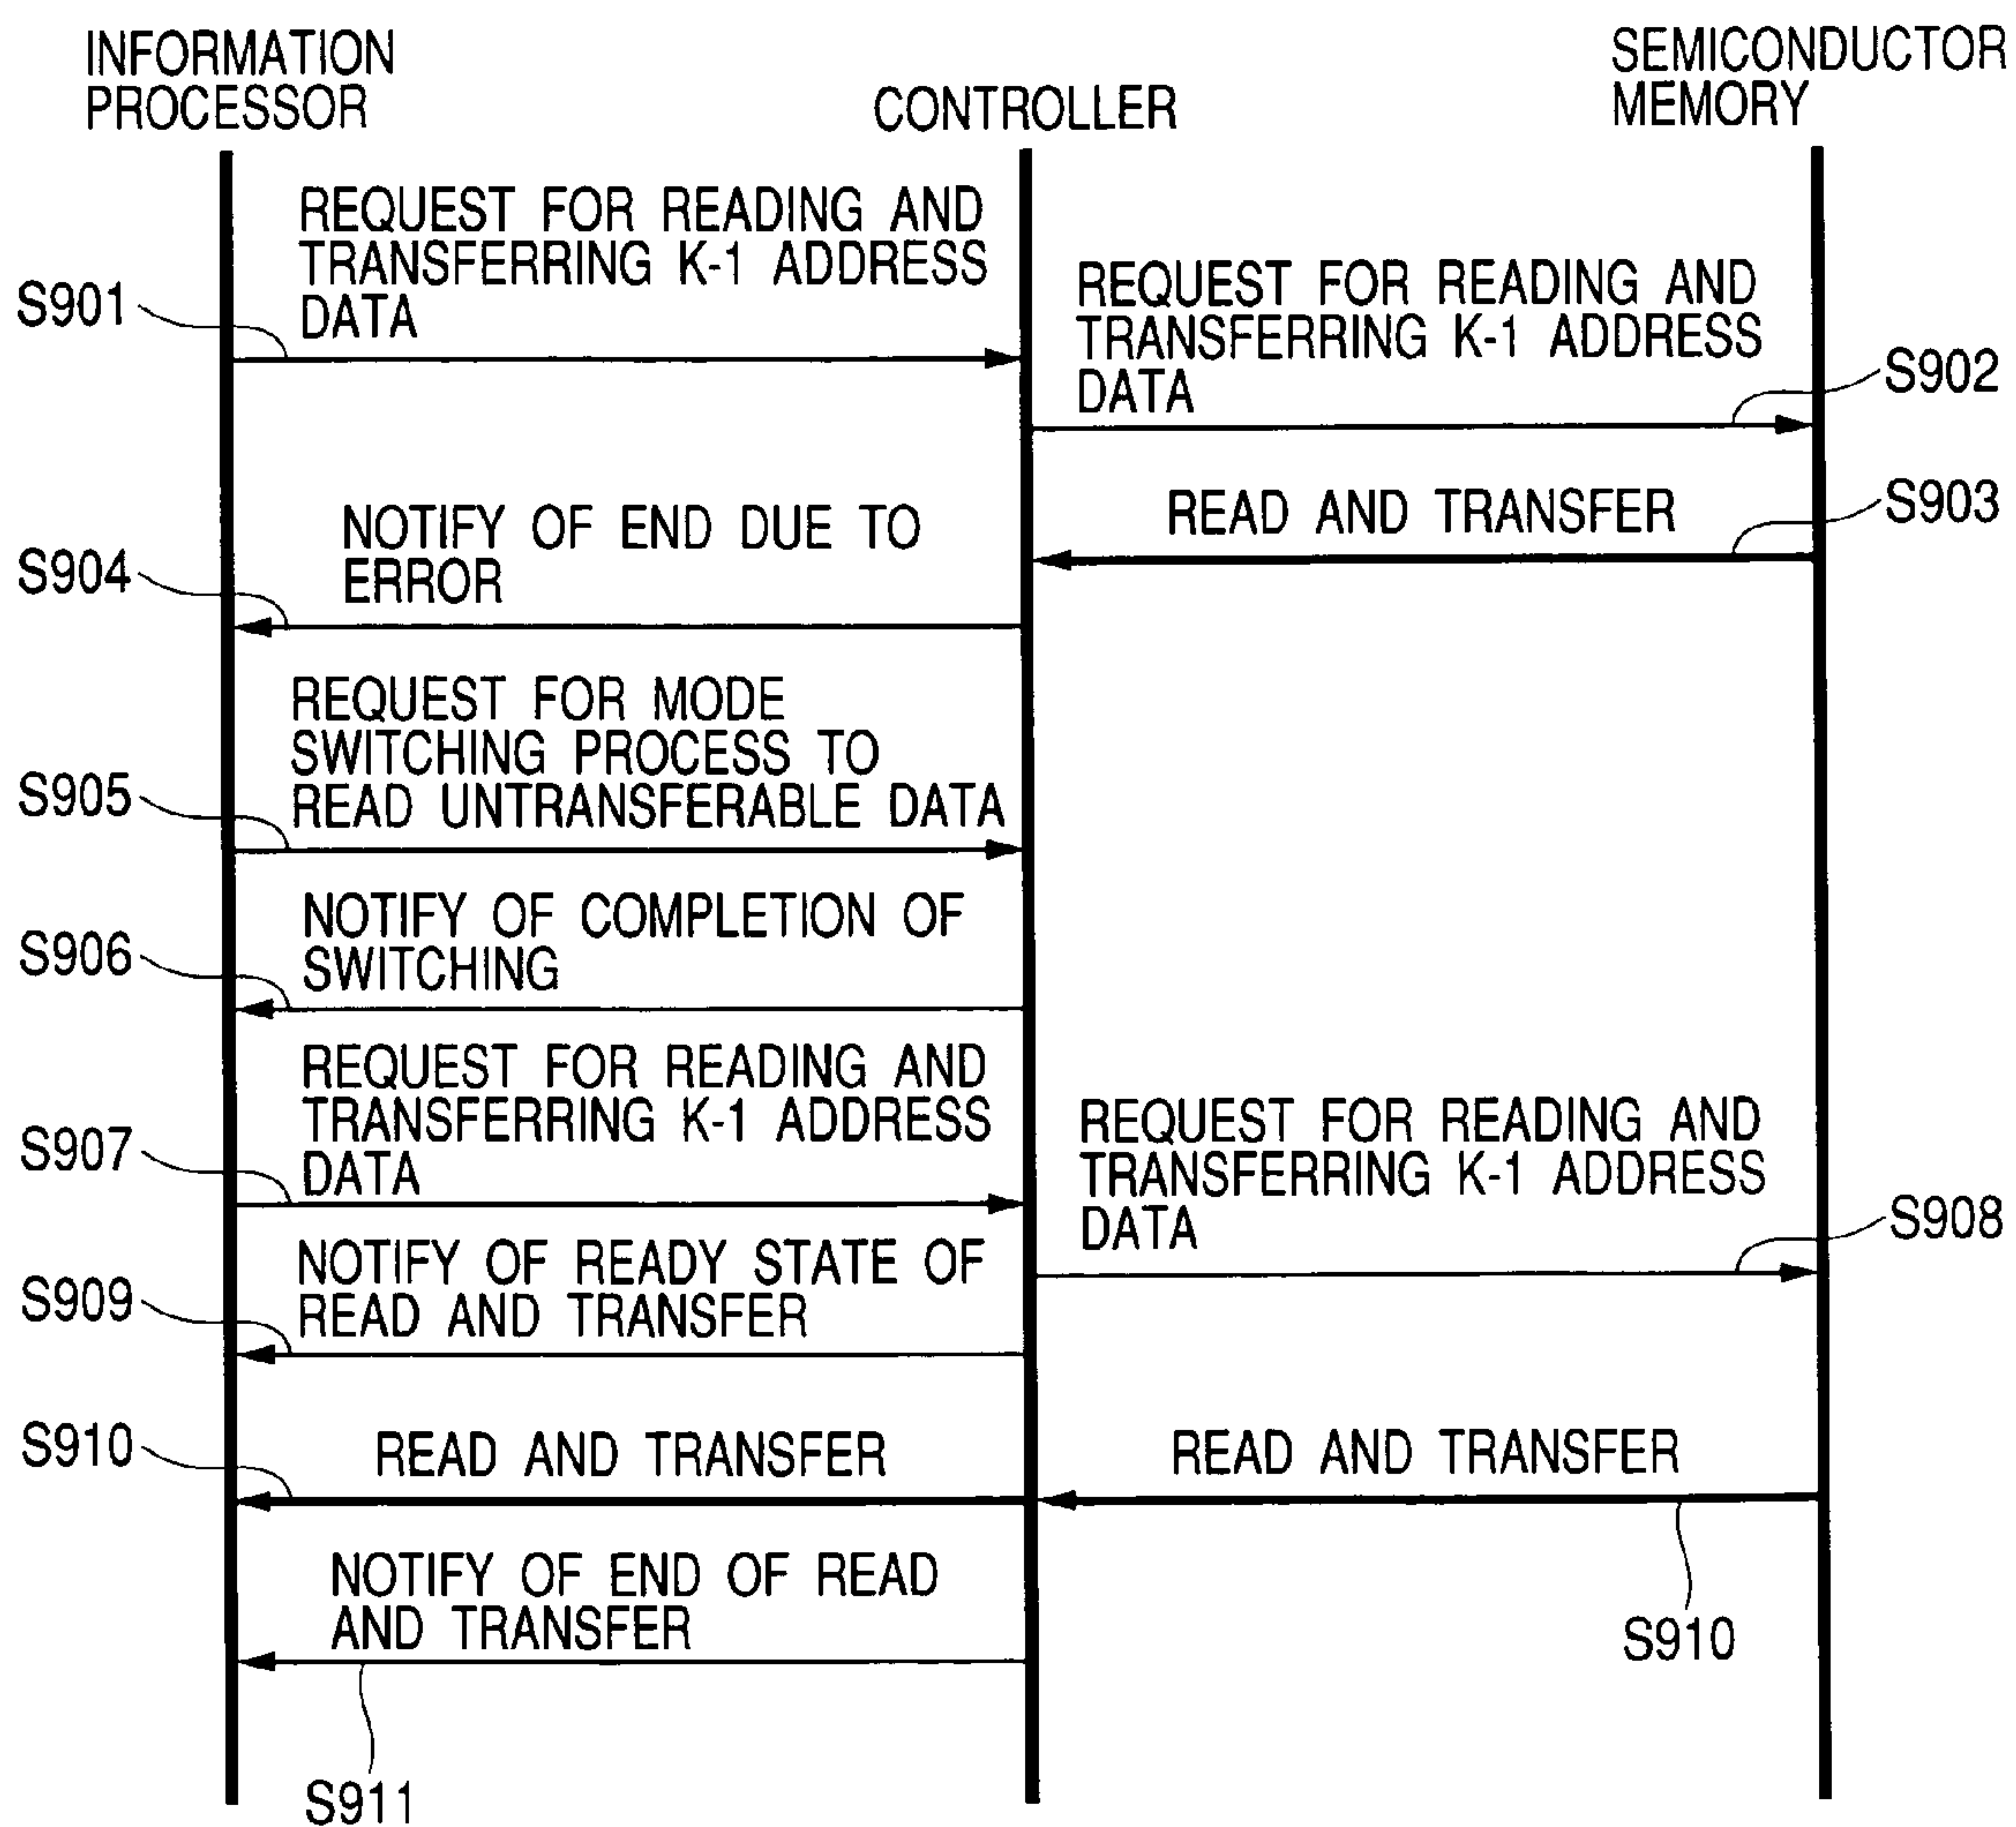 INFORMATION
PROCESSOR
CONTROLLER
SEMICONDUCTOR
MEMORY
REQUEST FOR READING AND
TRANSFERRING K-1 ADDRESS
DATA
S901
REQUEST FOR READING AND
TRANSFERRING K-1 ADDRESS
DATA
S902
READ AND TRANSFER
S903
NOTIFY OF END DUE TO
ERROR
S904
REQUEST FOR MODE
SWITCHING PROCESS TO
READ UNTRANSFERABLE DATA
S905
NOTIFY OF COMPLETION OF
SWITCHING
S906
REQUEST FOR READING AND
TRANSFERRING K-1 ADDRESS
DATA
S907
REQUEST FOR READING AND
TRANSFERRING K-1 ADDRESS
DATA
S908
NOTIFY OF READY STATE OF
READ AND TRANSFER
S909
READ AND TRANSFER
S910
READ AND TRANSFER
S910
NOTIFY OF END OF READ
AND TRANSFER
S911